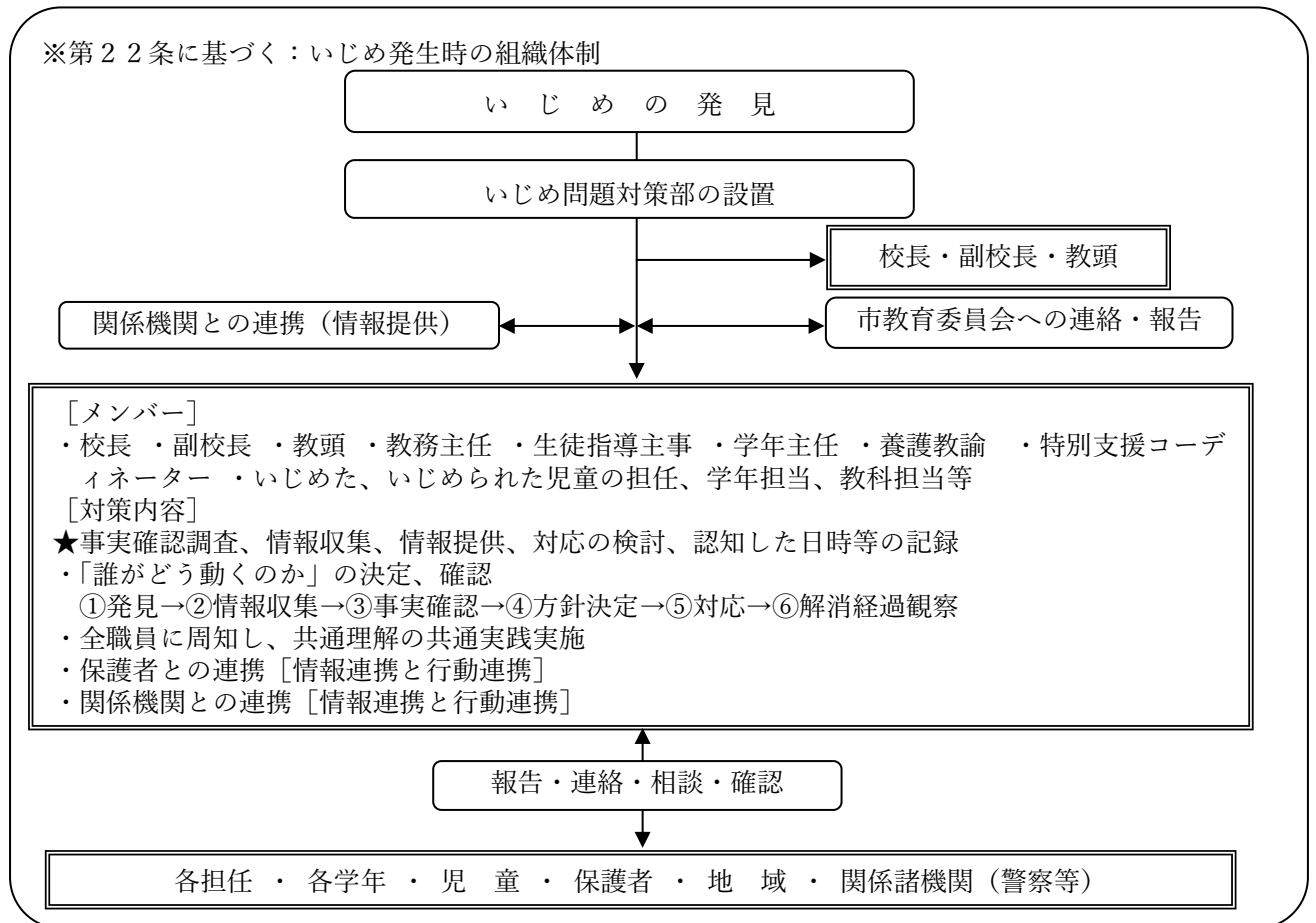 ※第２２条に基づく：いじめ発生時の組織体制
い じ め の 発 見
いじめ問題対策部の設置
校長・副校長・教頭
関係機関との連携（情報提供）
市教育委員会への連絡・報告
［メンバー］
・校長 ・副校長 ・教頭 ・教務主任 ・生徒指導主事 ・学年主任 ・養護教諭 ・特別支援コーデ
ィネーター ・いじめた、いじめられた児童の担任、学年担当、教科担当等
［対策内容］
★事実確認調査、情報収集、情報提供、対応の検討、認知した日時等の記録
・「誰がどう動くのか」の決定、確認
①発見→②情報収集→③事実確認→④方針決定→⑤対応→⑥解消経過観察
・全職員に周知し、共通理解の共通実践実施
・保護者との連携［情報連携と行動連携］
・関係機関との連携［情報連携と行動連携］
報告・連絡・相談・確認
各担任 ・ 各学年 ・ 児 童 ・ 保護者 ・ 地 域 ・ 関係諸機関（警察等）